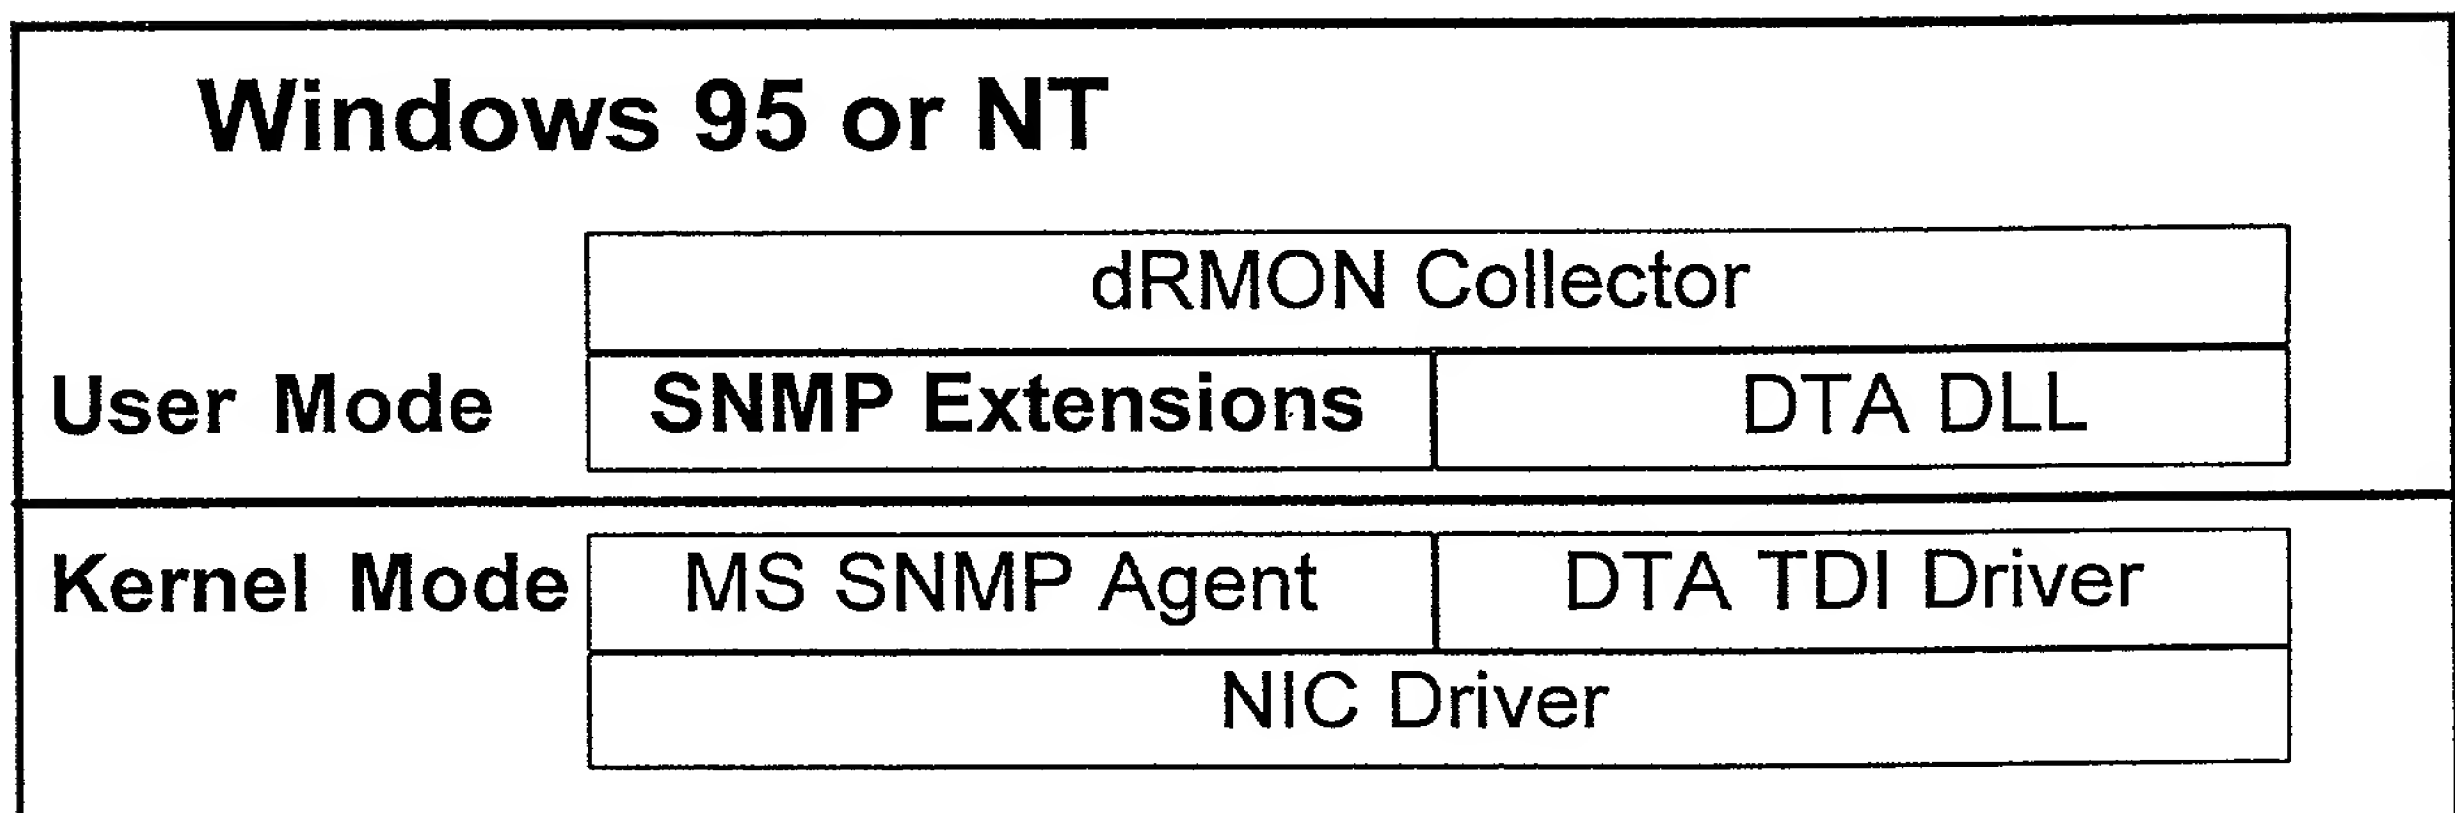 Windows 95 or NT
dRMON Collector
User Mode SNMP Extensions DTA DLL
Kernel Mode MS SNMP Agent DTA TDI Driver
NIC Driver